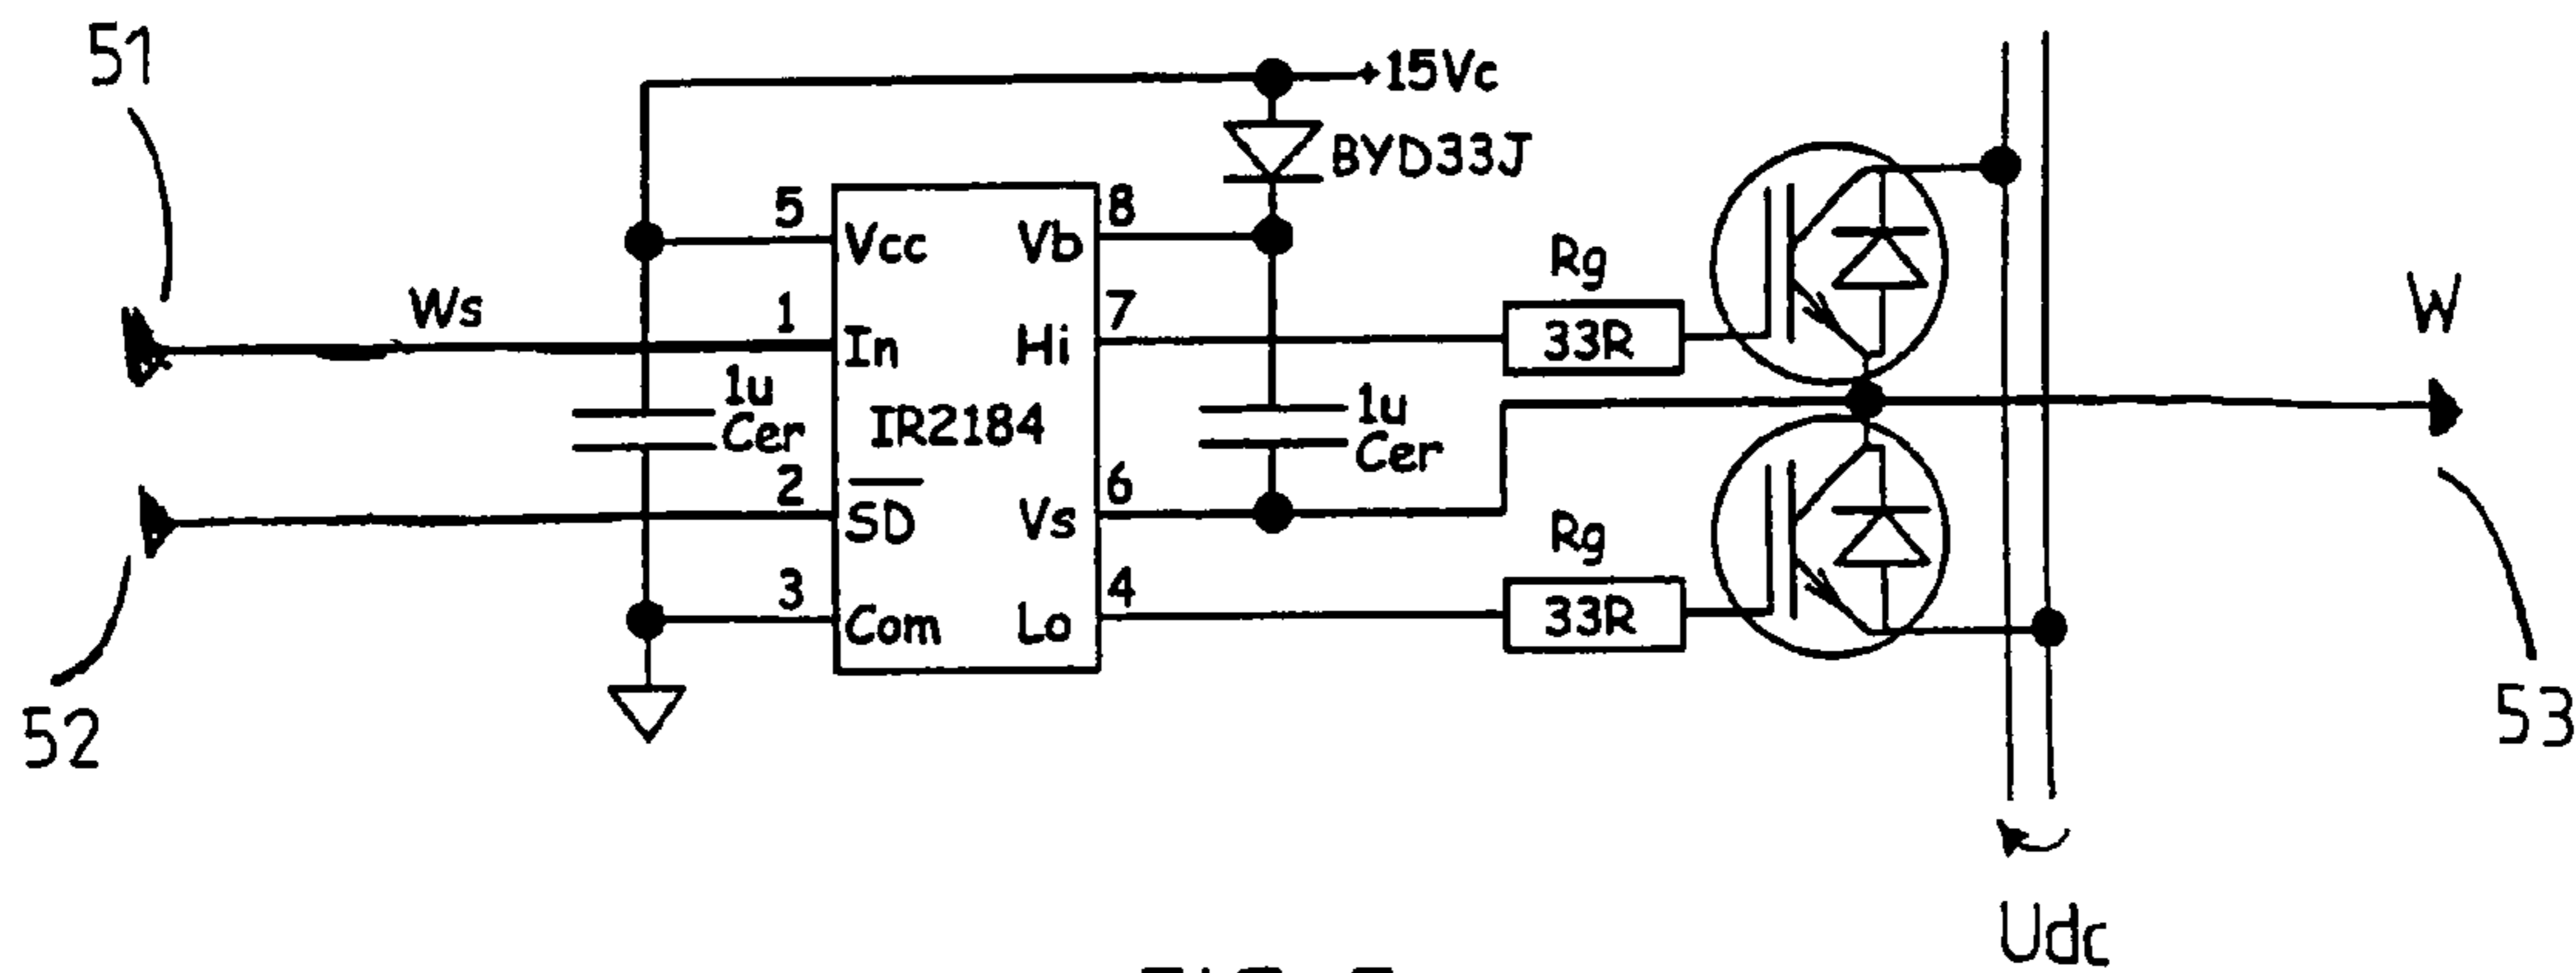 51
+15Vc
BYD33J
5
Vcc
Vb
8
Ws
1
In
Hi
7
Rg
33R
W
1u
Cer
IR2184
1u
Cer
2
SD
Vs
6
Rg
33R
3
Com
Lo
4
52
53
Udc